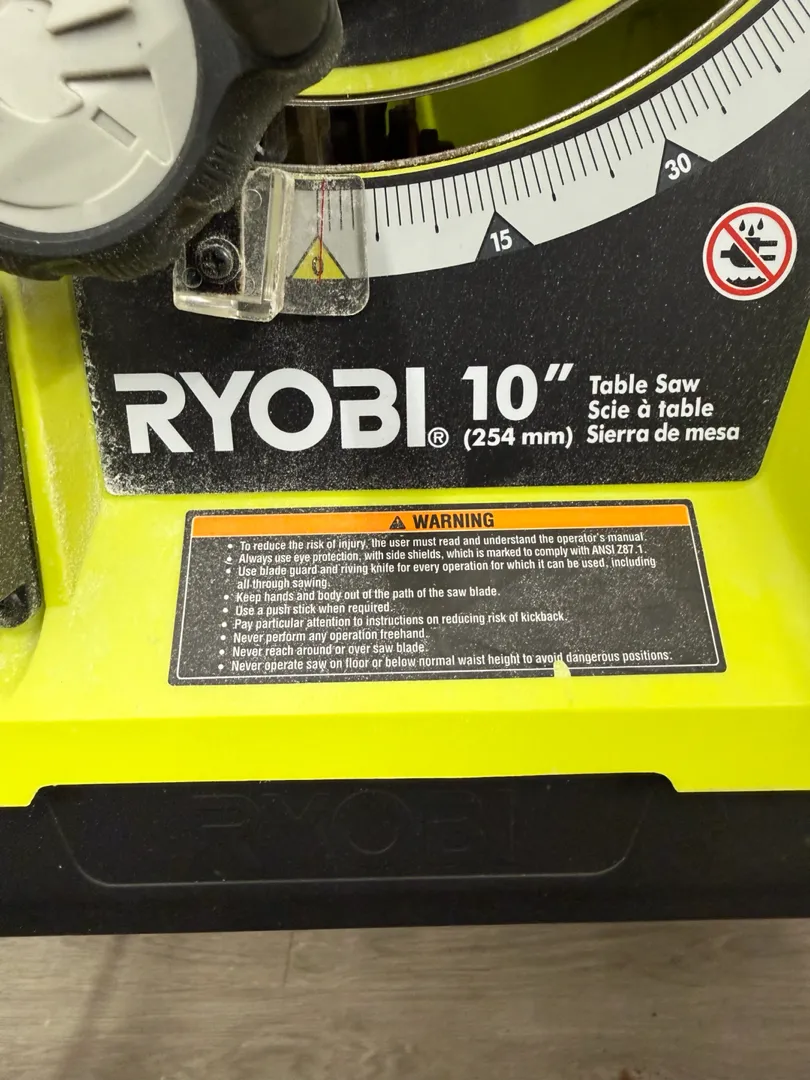 30
15
0
RYOBI® 10"
(254 mm)
Table Saw
Scie à table
Sierra de mesa
WARNING
• To reduce the risk of injury, the user must read and understand the operator's manual.
• Always use eye protection, with side shields, which is marked to comply with ANSI Z87.1.
• Use blade guard and riving knife for every operation for which it can be used, including
all through sawing.
• Keep hands and body out of the path of the saw blade.
• Use a push stick when required.
• Pay particular attention to instructions on reducing risk of kickback.
• Never perform any operation freehand.
• Never reach around or over saw blade.
• Never operate saw on floor or below normal waist height to avoid dangerous positions.
RYOBI